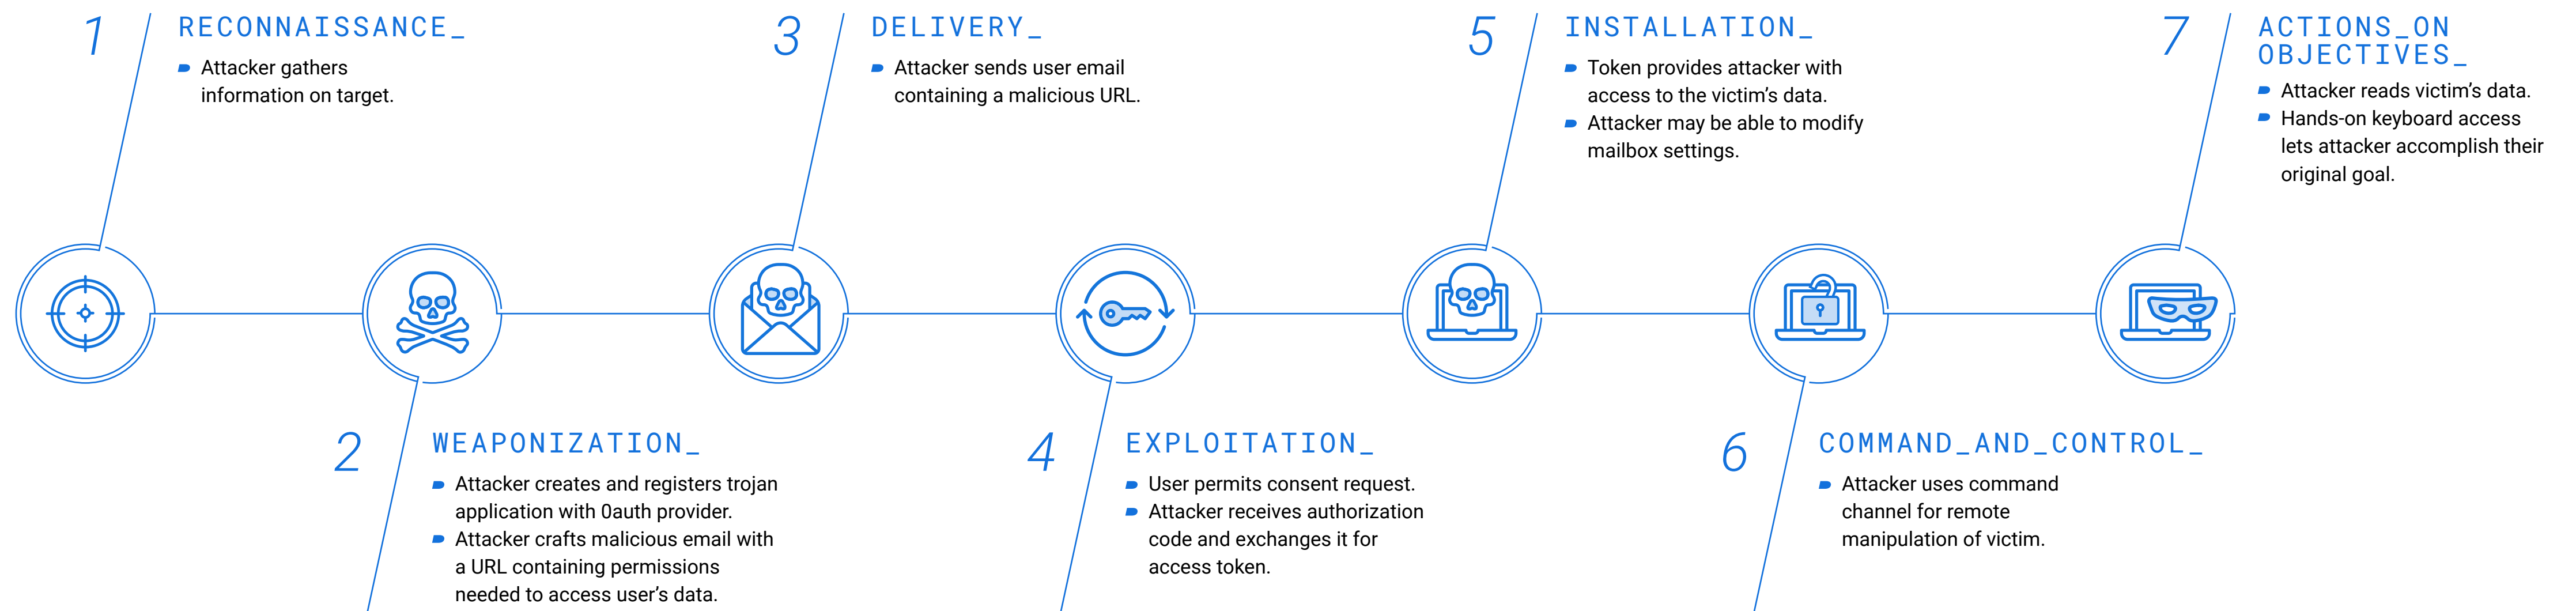 1
RECONNAISSANCE_
Attacker gathers
information on target.
2
WEAPONIZATION_
Attacker creates and registers trojan
application with 0auth provider.
Attacker crafts malicious email with
a URL containing permissions
needed to access user’s data.
3
DELIVERY_
Attacker sends user email
containing a malicious URL.
4
EXPLOITATION_
User permits consent request.
Attacker receives authorization
code and exchanges it for
access token.
5
INSTALLATION_
Token provides attacker with
access to the victim’s data.
Attacker may be able to modify
mailbox settings.
6
COMMAND_AND_CONTROL_
Attacker uses command
channel for remote
manipulation of victim.
7
ACTIONS_ON
OBJECTIVES_
Attacker reads victim’s data.
Hands-on keyboard access
lets attacker accomplish their
original goal.